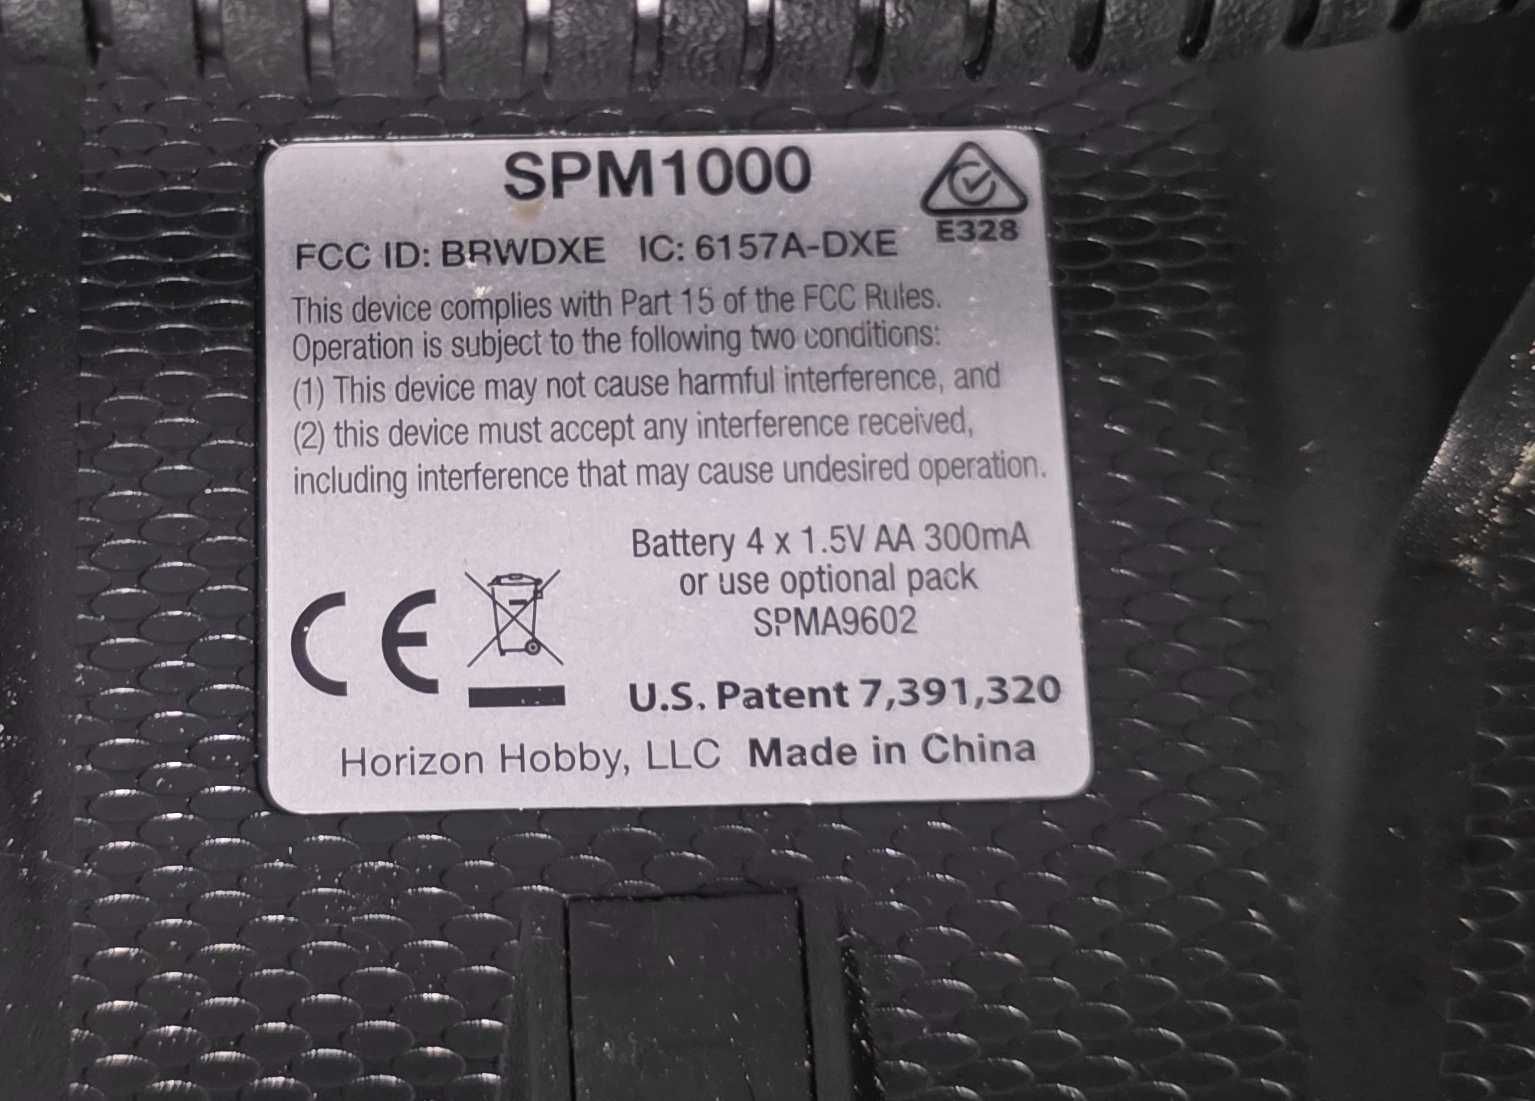 SPM1000
E328
FCC ID: BRWDXE IC: 6157A-DXE
This device complies with Part 15 of the FCC Rules.
Operation is subject to the following two conditions:
(1) This device may not cause harmful interference, and
(2) this device must accept any interference received,
including interference that may cause undesired operation.
Battery 4 x 1.5V AA 300mA
or use optional pack
SPMA9602
CE
U.S. Patent 7,391,320
Horizon Hobby, LLC Made in China